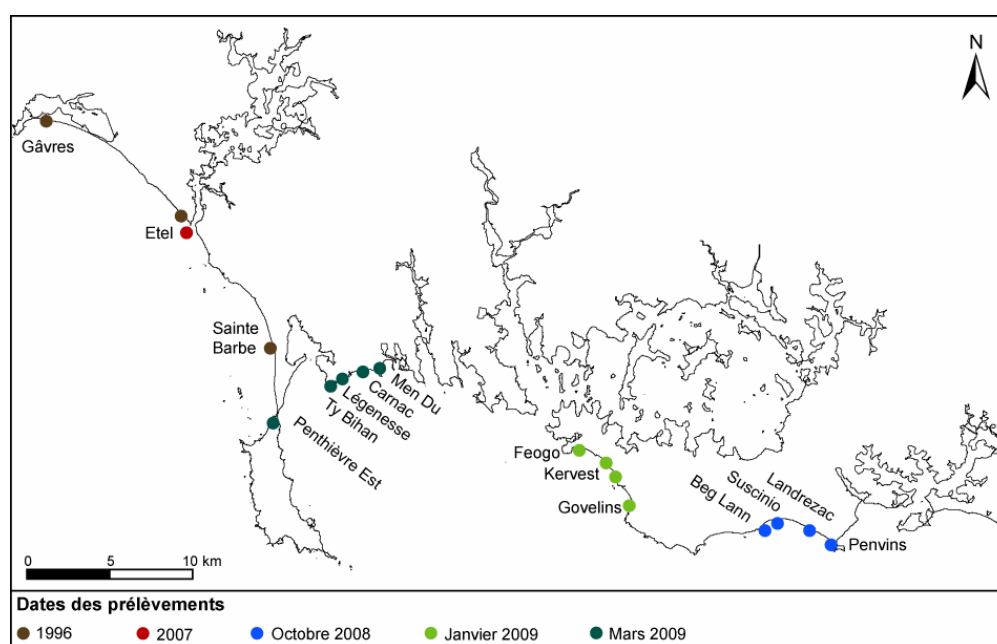 N
Gâvres
Etel
Sainte
Barbe
Men Du
Carnac
Légenesse
Ty Bihan
Penthièvre Est
Feogo
Kervest
Govelins
Landrezac
Suscinio
Beg Lann
Penvins
0 5 10 km
Dates des prélèvements
1996 2007 Octobre 2008 Janvier 2009 Mars 2009